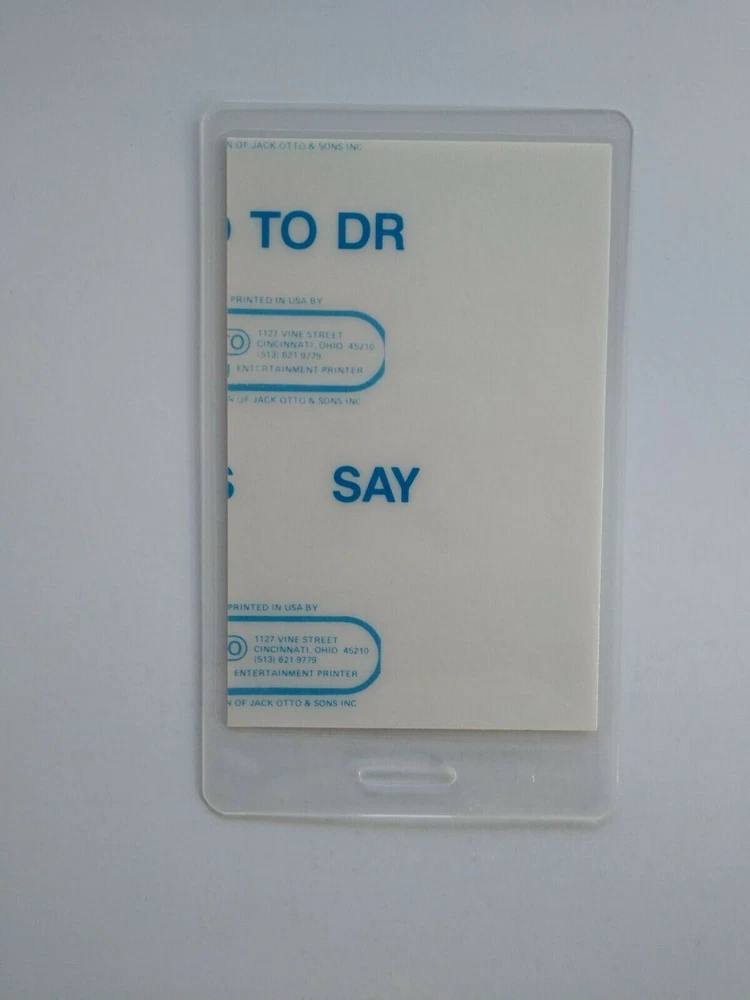 N OF JACK OTTO & SONS INC
TO DR
PRINTED IN USA BY
TO
1127 VINE STREET
CINCINNATI, OHIO 45210
(513) 621-9779
ENTERTAINMENT PRINTER
N OF JACK OTTO & SONS INC
S SAY
PRINTED IN USA BY
O
1127 VINE STREET
CINCINNATI, OHIO 45210
(513) 621-9779
ENTERTAINMENT PRINTER
N OF JACK OTTO & SONS INC